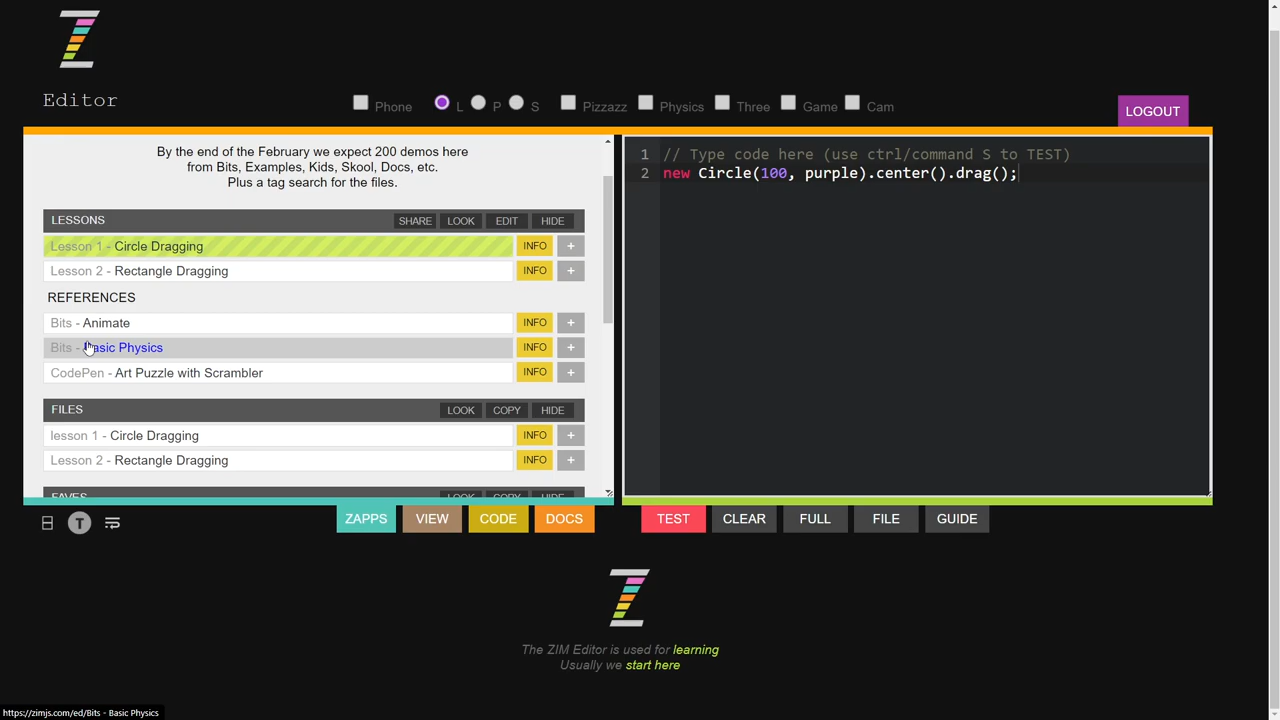 Editor
Phone L P S Pizzazz Physics Three Game Cam
LOGOUT
By the end of the February we expect 200 demos here
from Bits, Examples, Kids, Skool, Docs, etc.
Plus a tag search for the files.
LESSONS SHARE LOOK EDIT HIDE
Lesson 1 - Circle Dragging INFO +
Lesson 2 - Rectangle Dragging INFO +
REFERENCES
Bits - Animate INFO +
Bits - Basic Physics INFO +
CodePen - Art Puzzle with Scrambler INFO +
FILES LOOK COPY HIDE
lesson 1 - Circle Dragging INFO +
Lesson 2 - Rectangle Dragging INFO +
FAVES LOOK COPY HIDE
1 // Type code here (use ctrl/command S to TEST)
2 new Circle(100, purple).center().drag();
T ZAPPS VIEW CODE DOCS
TEST CLEAR FULL FILE GUIDE
The ZIM Editor is used for learning
Usually we start here
https://zimjs.com/ed/Bits - Basic Physics